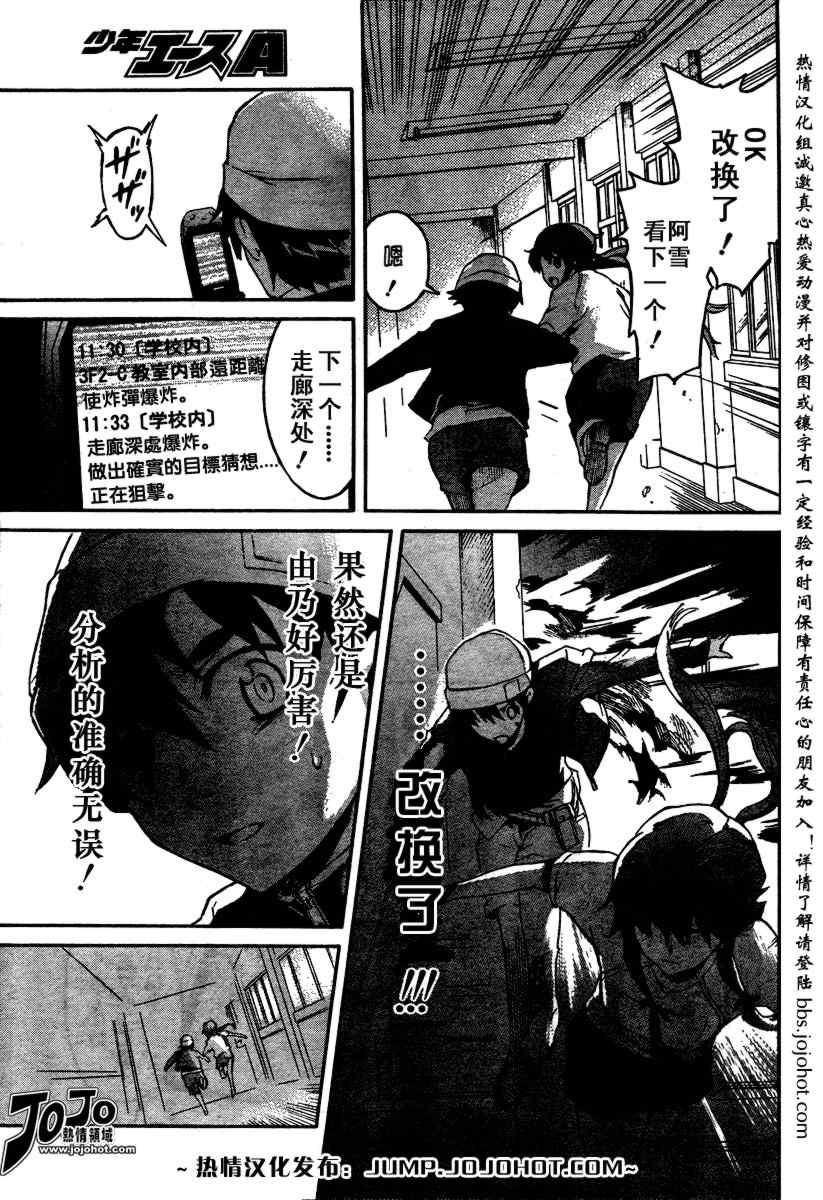 少年エースA
OK
改换了！
阿雪
看下一个！
嗯！
ザザッ
11:30〔学校内〕
3F2-C教室内部遠距離
使炸彈爆炸。
11:33〔学校内〕
走廊深處爆炸。
做出確實的目標猜想....
正在狙擊。
下一个……
走廊深处！
……
改换了!!!
果然还是
由乃好厉害！
分析的准确无误！
热情汉化组诚邀真心热爱动漫并对修图或镶字有一定经验和时间保障有责任心的朋友加入！详情了解请登陆 bbs.jojohot.com
JOJO
熱情領域
www.jojohot.com
~ 热情汉化发布：JUMP.JOJOHOT.COM~